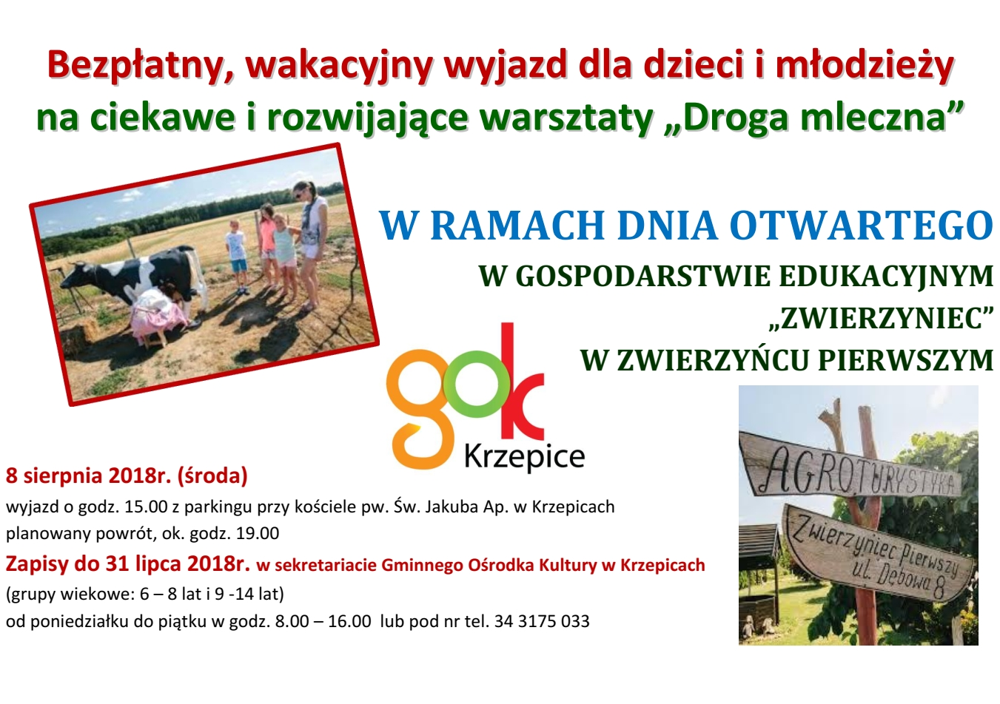 Bezpłatny, wakacyjny wyjazd dla dzieci i młodzieży
na ciekawe i rozwijające warsztaty „Droga mleczna”
W RAMACH DNIA OTWARTEGO
W GOSPODARSTWIE EDUKACYJNYM
„ZWIERZYNIEC”
W ZWIERZYŃCU PIERWSZYM
gok
Krzepice
AGROTURYSTYKA
Zwierzyniec Pierwszy
ul. Dębowa 8
8 sierpnia 2018r. (środa)
wyjazd o godz. 15.00 z parkingu przy kościele pw. Św. Jakuba Ap. w Krzepicach
planowany powrót, ok. godz. 19.00
Zapisy do 31 lipca 2018r. w sekretariacie Gminnego Ośrodka Kultury w Krzepicach
(grupy wiekowe: 6 – 8 lat i 9 -14 lat)
od poniedziałku do piątku w godz. 8.00 – 16.00  lub pod nr tel. 34 3175 033